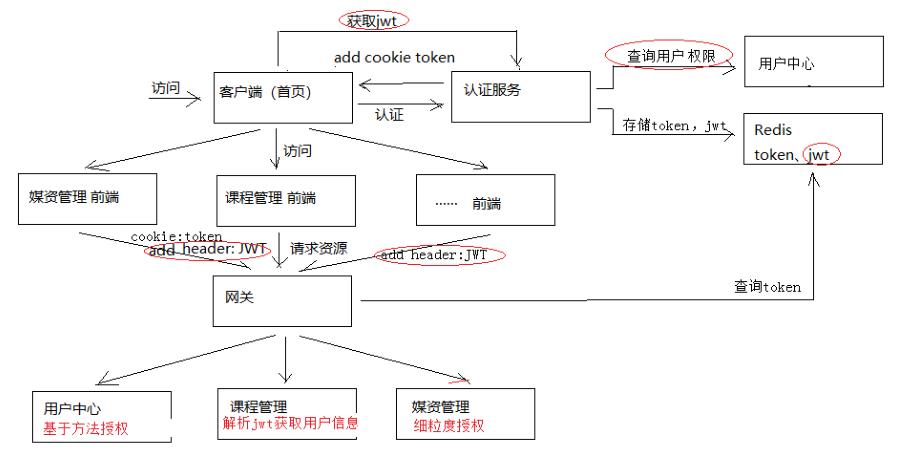 获取jwt
add cookie token
查询用户权限
用户中心
访问
客户端（首页）
认证服务
认证
存储token，jwt
Redis
token、jwt
访问
媒资管理 前端
课程管理 前端
…… 前端
cookie:token
add header: JWT
请求资源
add header:JWT
网关
查询token
用户中心
基于方法授权
课程管理
解析jwt获取用户信息
媒资管理
细粒度授权